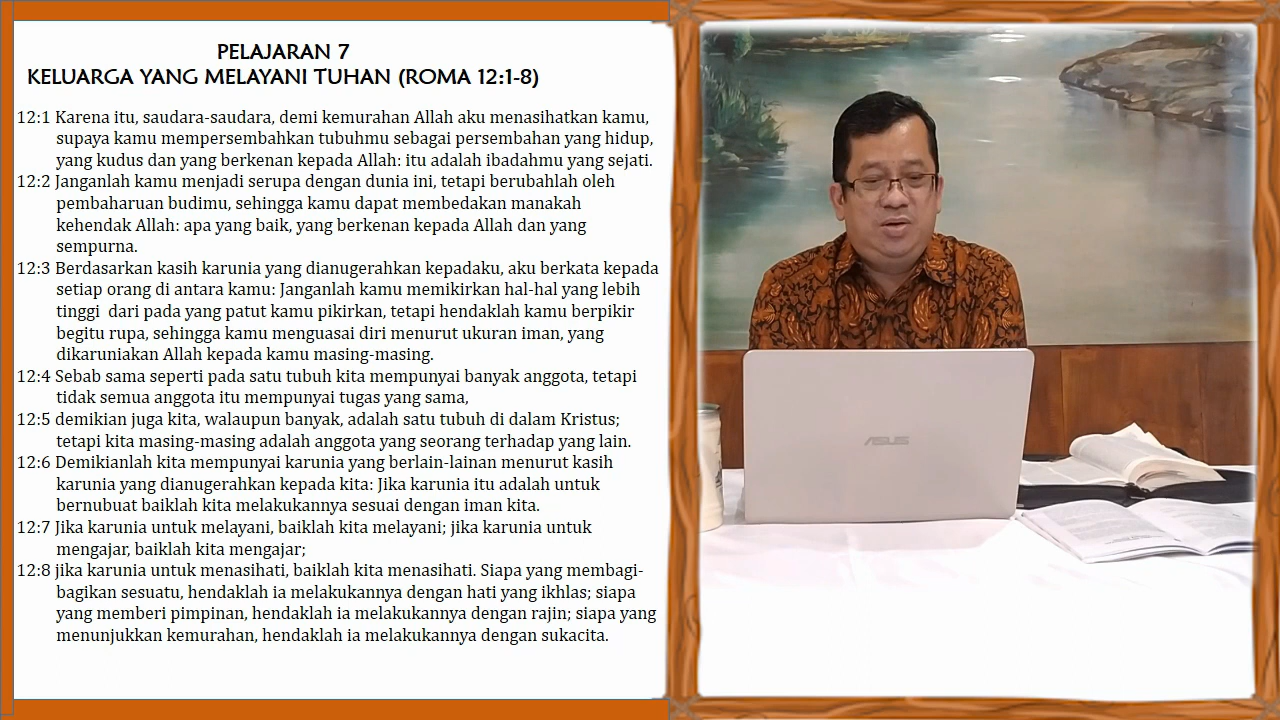 PELAJARAN 7
KELUARGA YANG MELAYANI TUHAN (ROMA 12:1-8)
12:1 Karena itu, saudara-saudara, demi kemurahan Allah aku menasihatkan kamu,
supaya kamu mempersembahkan tubuhmu sebagai persembahan yang hidup,
yang kudus dan yang berkenan kepada Allah: itu adalah ibadahmu yang sejati.
12:2 Janganlah kamu menjadi serupa dengan dunia ini, tetapi berubahlah oleh
pembaharuan budimu, sehingga kamu dapat membedakan manakah
kehendak Allah: apa yang baik, yang berkenan kepada Allah dan yang
sempurna.
12:3 Berdasarkan kasih karunia yang dianugerahkan kepadaku, aku berkata kepada
setiap orang di antara kamu: Janganlah kamu memikirkan hal-hal yang lebih
tinggi dari pada yang patut kamu pikirkan, tetapi hendaklah kamu berpikir
begitu rupa, sehingga kamu menguasai diri menurut ukuran iman, yang
dikaruniakan Allah kepada kamu masing-masing.
12:4 Sebab sama seperti pada satu tubuh kita mempunyai banyak anggota, tetapi
tidak semua anggota itu mempunyai tugas yang sama,
12:5 demikian juga kita, walaupun banyak, adalah satu tubuh di dalam Kristus;
tetapi kita masing-masing adalah anggota yang seorang terhadap yang lain.
12:6 Demikianlah kita mempunyai karunia yang berlain-lainan menurut kasih
karunia yang dianugerahkan kepada kita: Jika karunia itu adalah untuk
bernubuat baiklah kita melakukannya sesuai dengan iman kita.
12:7 Jika karunia untuk melayani, baiklah kita melayani; jika karunia untuk
mengajar, baiklah kita mengajar;
12:8 jika karunia untuk menasihati, baiklah kita menasihati. Siapa yang membagi-
bagikan sesuatu, hendaklah ia melakukannya dengan hati yang ikhlas; siapa
yang memberi pimpinan, hendaklah ia melakukannya dengan rajin; siapa yang
menunjukkan kemurahan, hendaklah ia melakukannya dengan sukacita.
ASUS